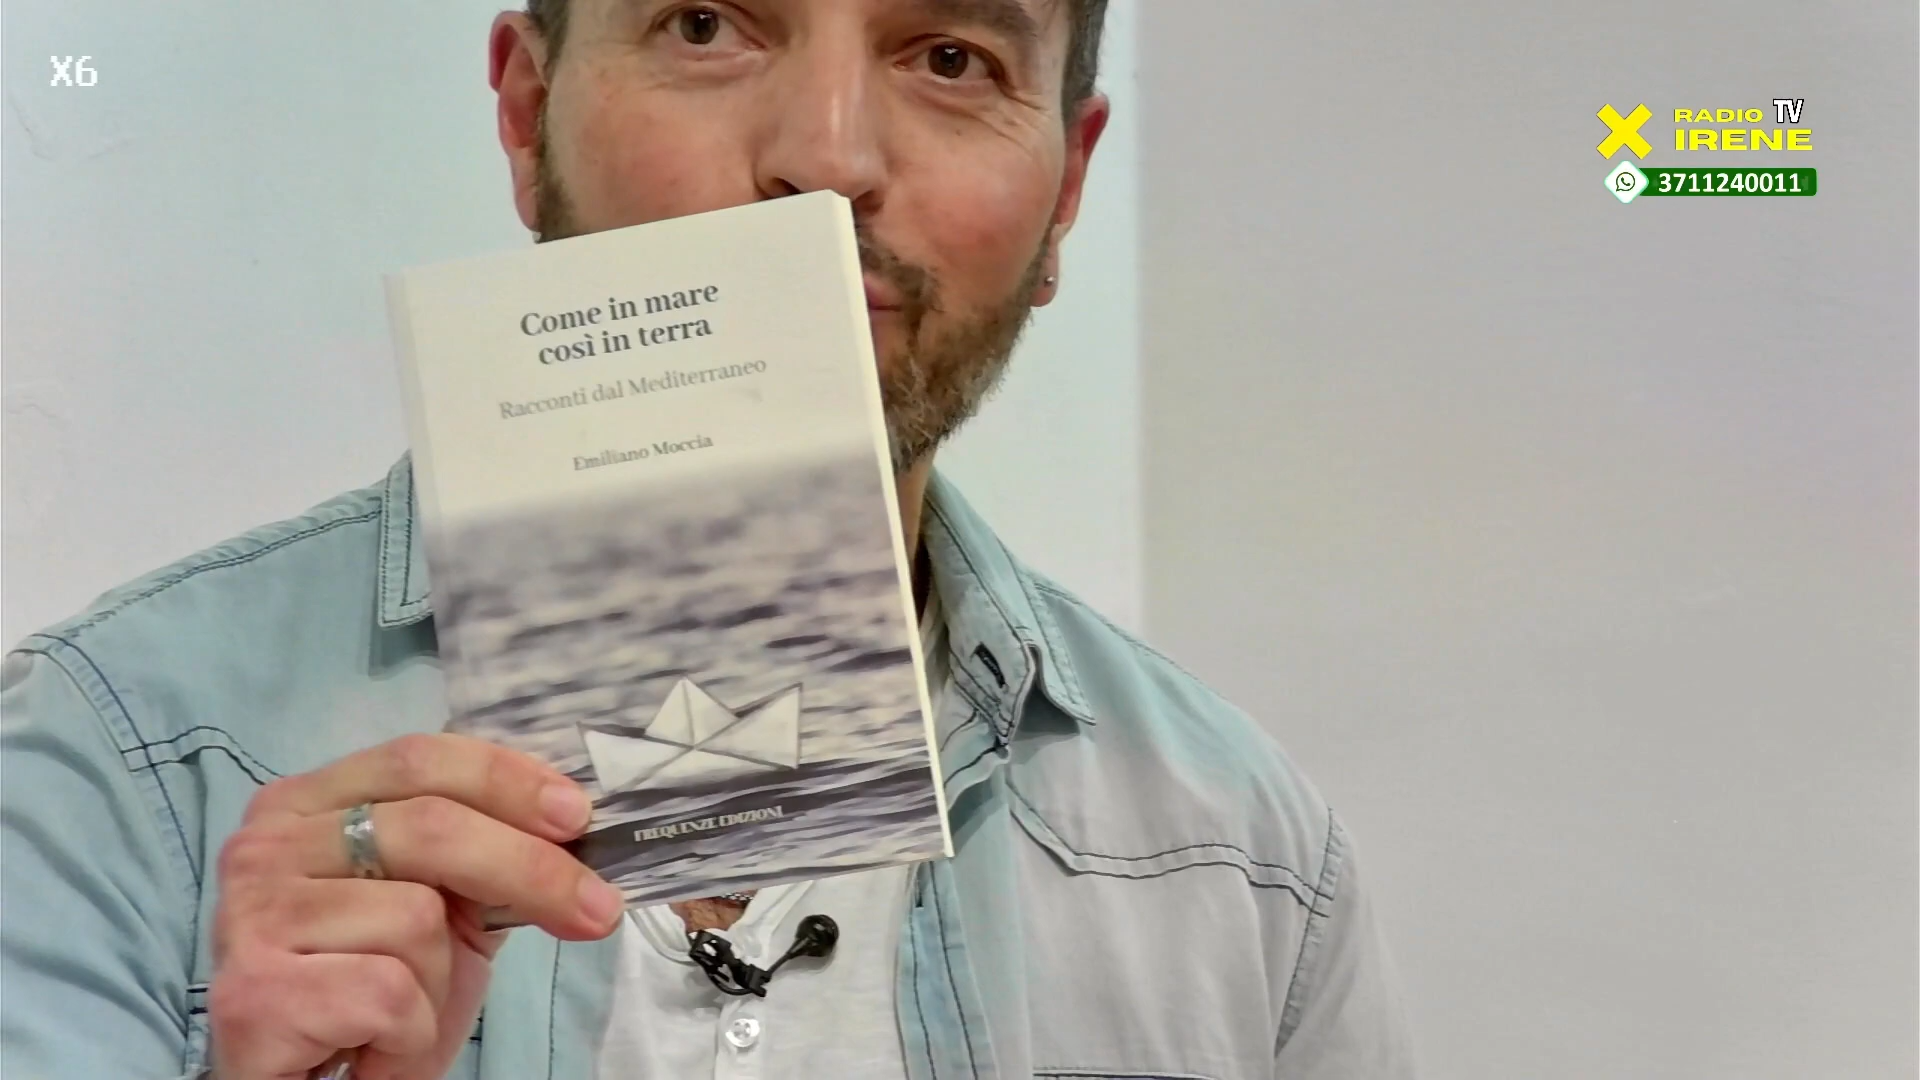 X6
RADIO TV
IRENE
3711240011
Come in mare
così in terra
Racconti dal Mediterraneo
Emiliano Moccia
FREQUENZE EDIZIONI